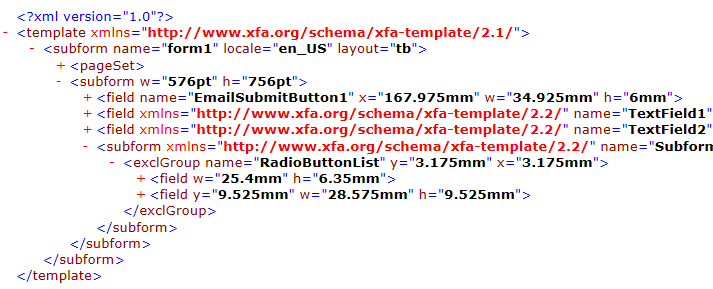 <?xml version="1.0"?>
- <template xmlns="http://www.xfa.org/schema/xfa-template/2.1/">
- <subform name="form1" locale="en_US" layout="tb">
+ <pageSet>
- <subform w="576pt" h="756pt">
+ <field name="EmailSubmitButton1" x="167.975mm" w="34.925mm" h="6mm">
+ <field xmlns="http://www.xfa.org/schema/xfa-template/2.2/" name="TextField1"
+ <field xmlns="http://www.xfa.org/schema/xfa-template/2.2/" name="TextField2"
- <subform xmlns="http://www.xfa.org/schema/xfa-template/2.2/" name="Subform
- <exclGroup name="RadioButtonList" y="3.175mm" x="3.175mm">
+ <field w="25.4mm" h="6.35mm">
+ <field y="9.525mm" w="28.575mm" h="9.525mm">
</exclGroup>
</subform>
</subform>
</subform>
</template>